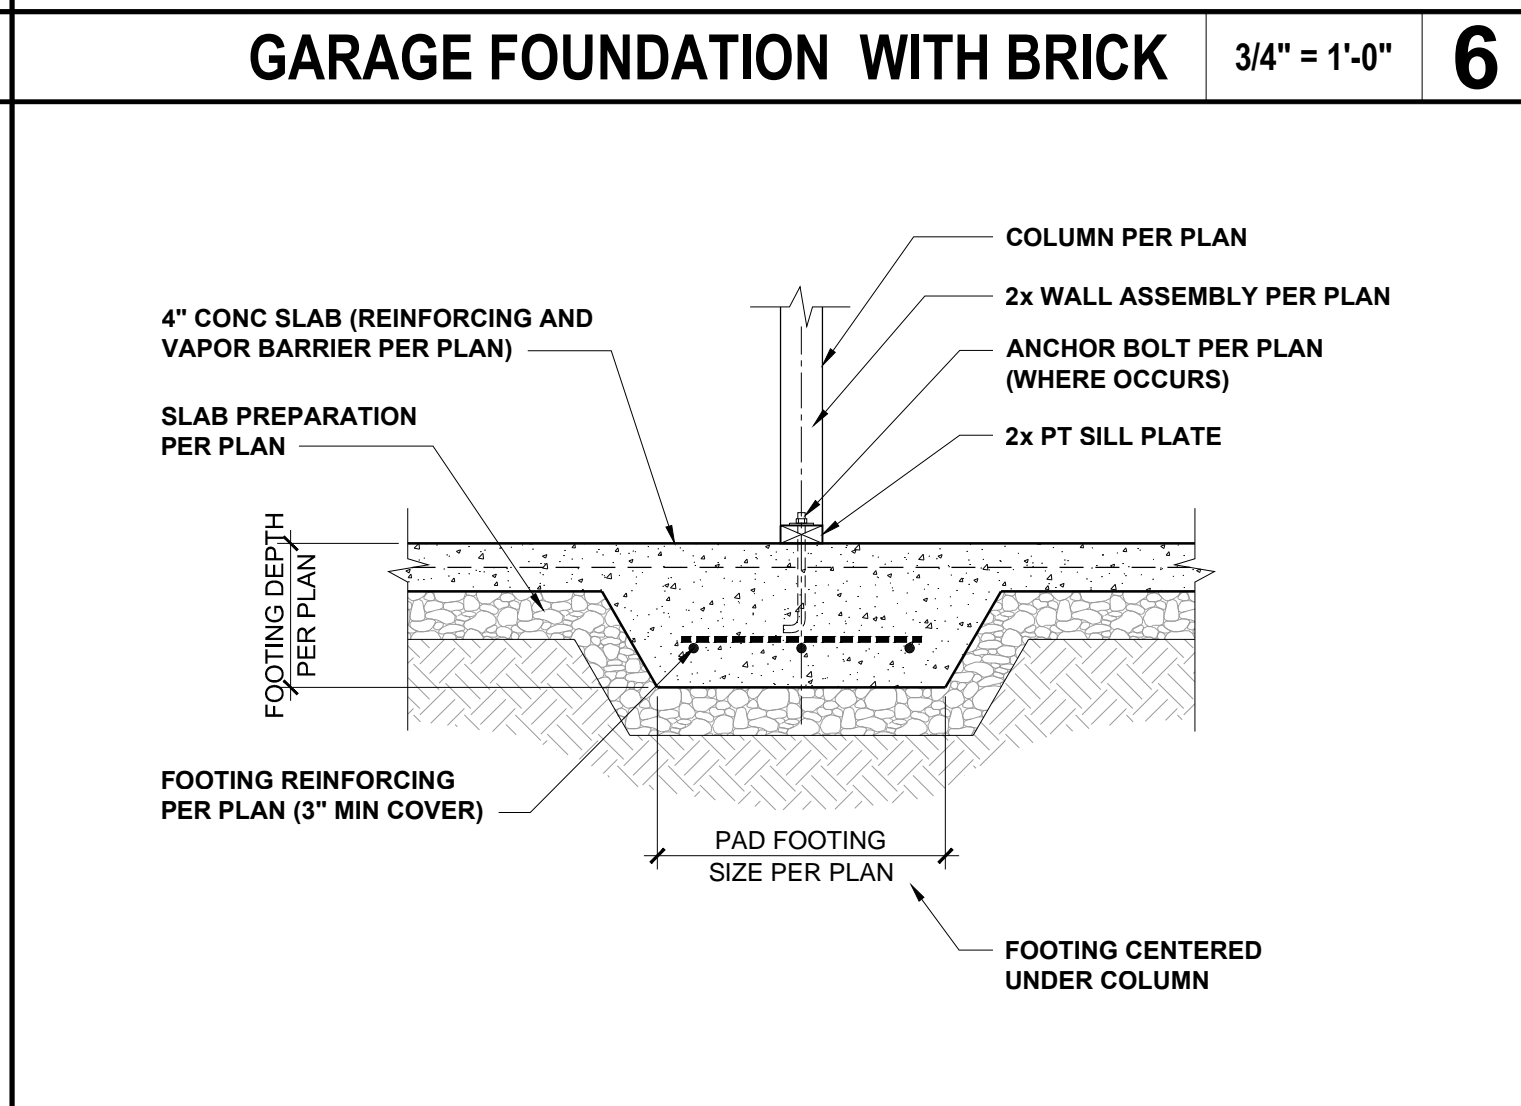 GARAGE FOUNDATION WITH BRICK
3/4" = 1'-0"
6
COLUMN PER PLAN
2x WALL ASSEMBLY PER PLAN
4" CONC SLAB (REINFORCING AND
VAPOR BARRIER PER PLAN)
ANCHOR BOLT PER PLAN
(WHERE OCCURS)
SLAB PREPARATION
PER PLAN
2x PT SILL PLATE
FOOTING DEPTH
PER PLAN
FOOTING REINFORCING
PER PLAN (3" MIN COVER)
PAD FOOTING
SIZE PER PLAN
FOOTING CENTERED
UNDER COLUMN